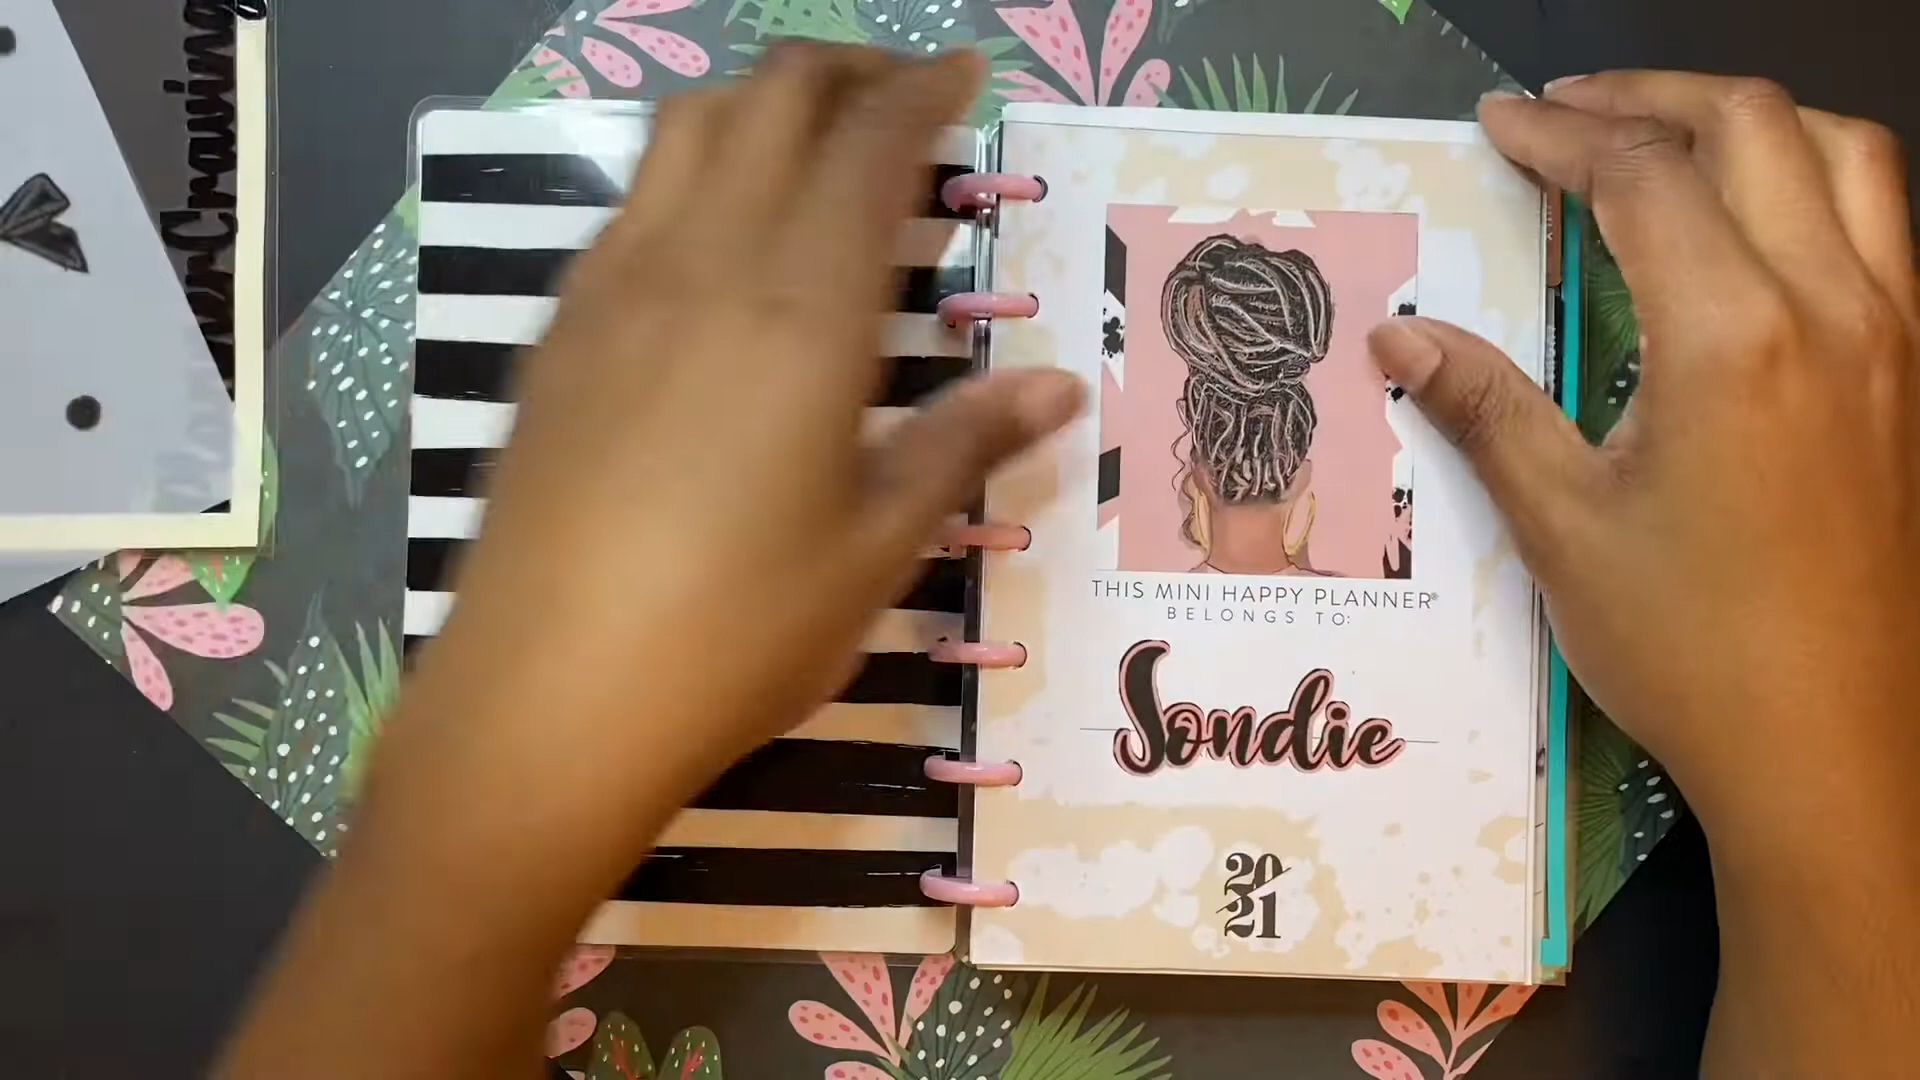 THIS MINI HAPPY PLANNER®
BELONGS TO:
Sondie
20
21